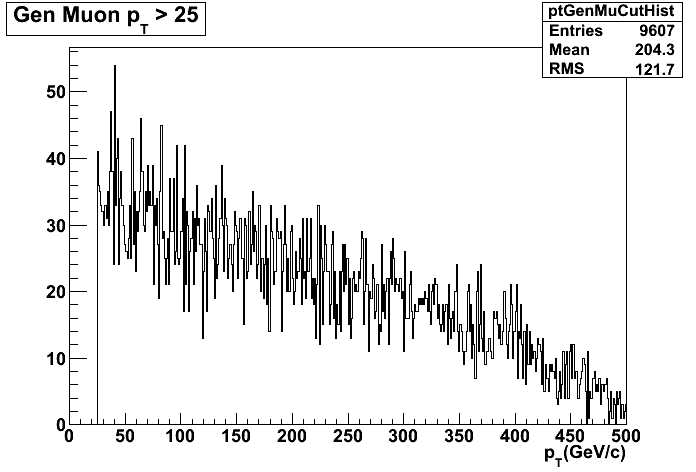 Gen Muon p_T > 25
ptGenMuCutHist
Entries 9607
Mean 204.3
RMS 121.7
50
40
30
20
10
0
0 50 100 150 200 250 300 350 400 450 500
p_T(GeV/c)